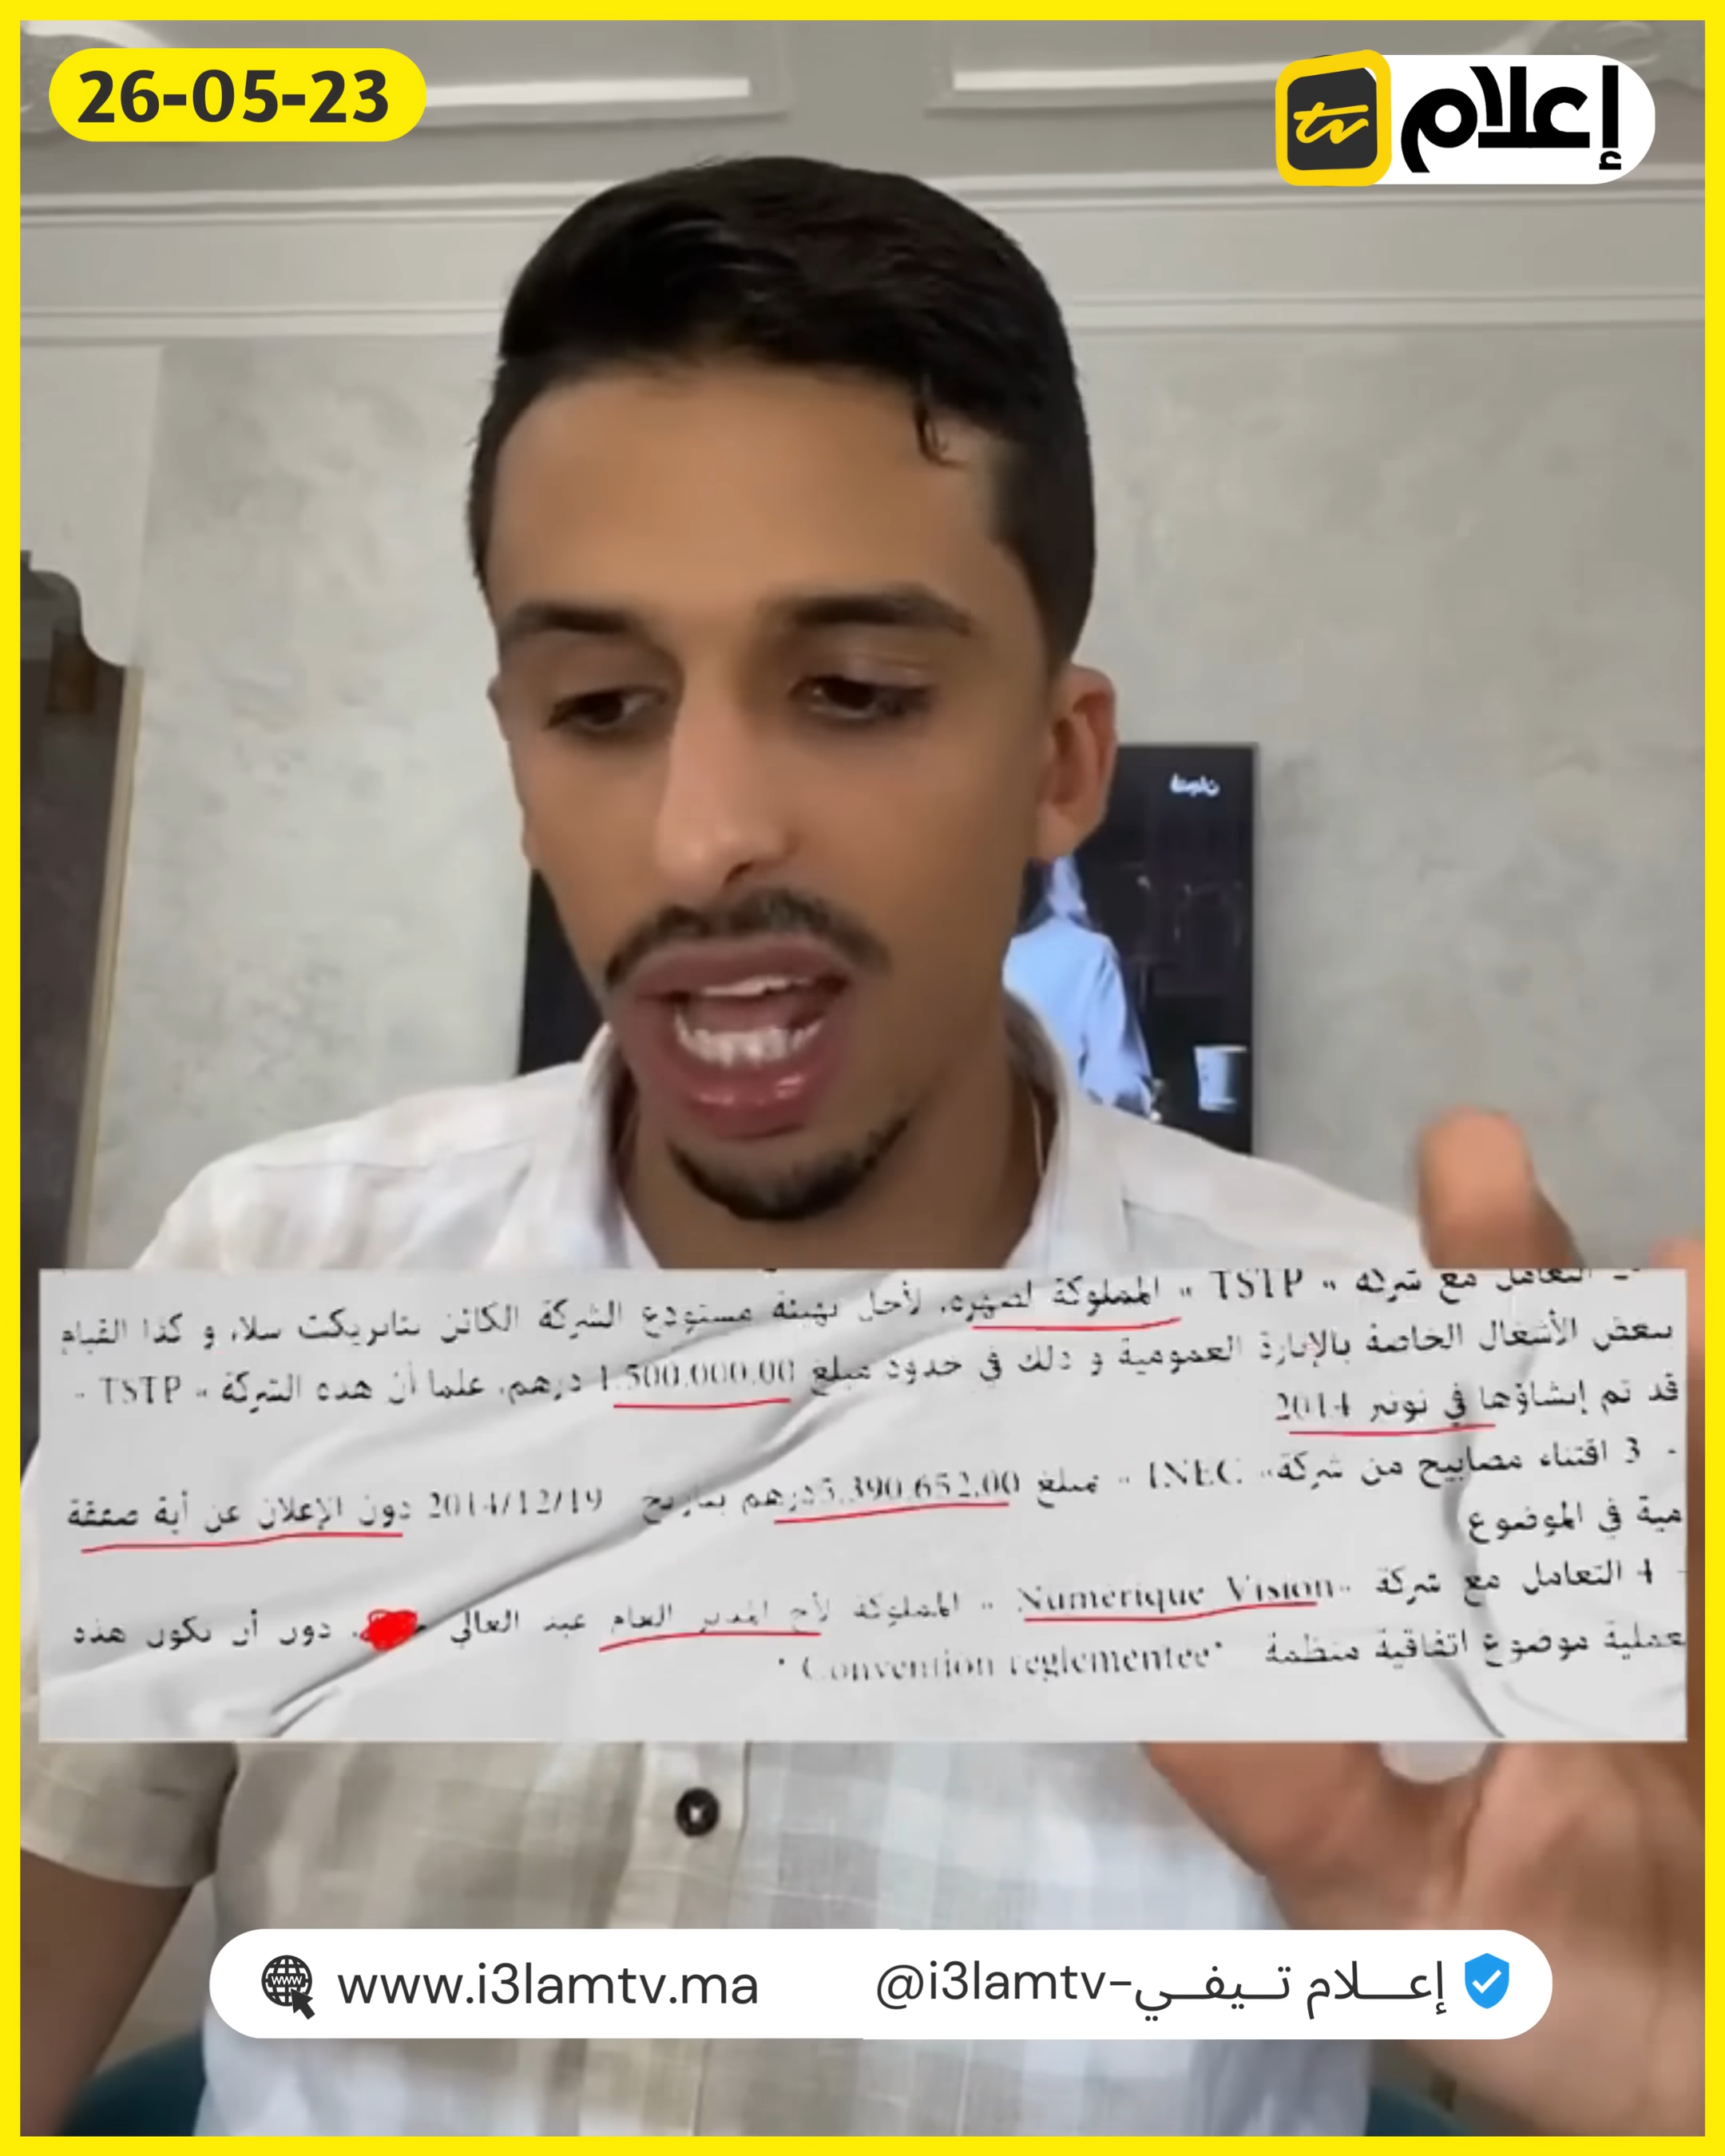 26-05-23
إعلام tv
التعامل مع شركة " TSTP " المملوكة لصهره، لأجل تهيئة مستودع الشركة الكائن بتابريكت سلا، و كذا القيام
ببعض الأشغال الخاصة بالإنارة العمومية و ذلك في حدود مبلغ 1.500.000,00 درهم، علما أن هذه الشركة " TSTP "
قد تم إنشاؤها في نونبر 2014
- 3 اقتناء مصابيح من شركة " INEC " بمبلغ 5.390.652,00 درهم بتاريخ 2014/12/19 دون الإعلان عن أية صفقة
في الموضوع
- 4 التعامل مع شركة "Numerique Vision" المملوكة لأخ المدير العام عبد العالي . دون أن تكون هذه
عملية موضوع اتفاقية منظمة "Convention reglementee"
www.i3lamtv.ma
إعـــلام تــيـفــي-i3lamtv@